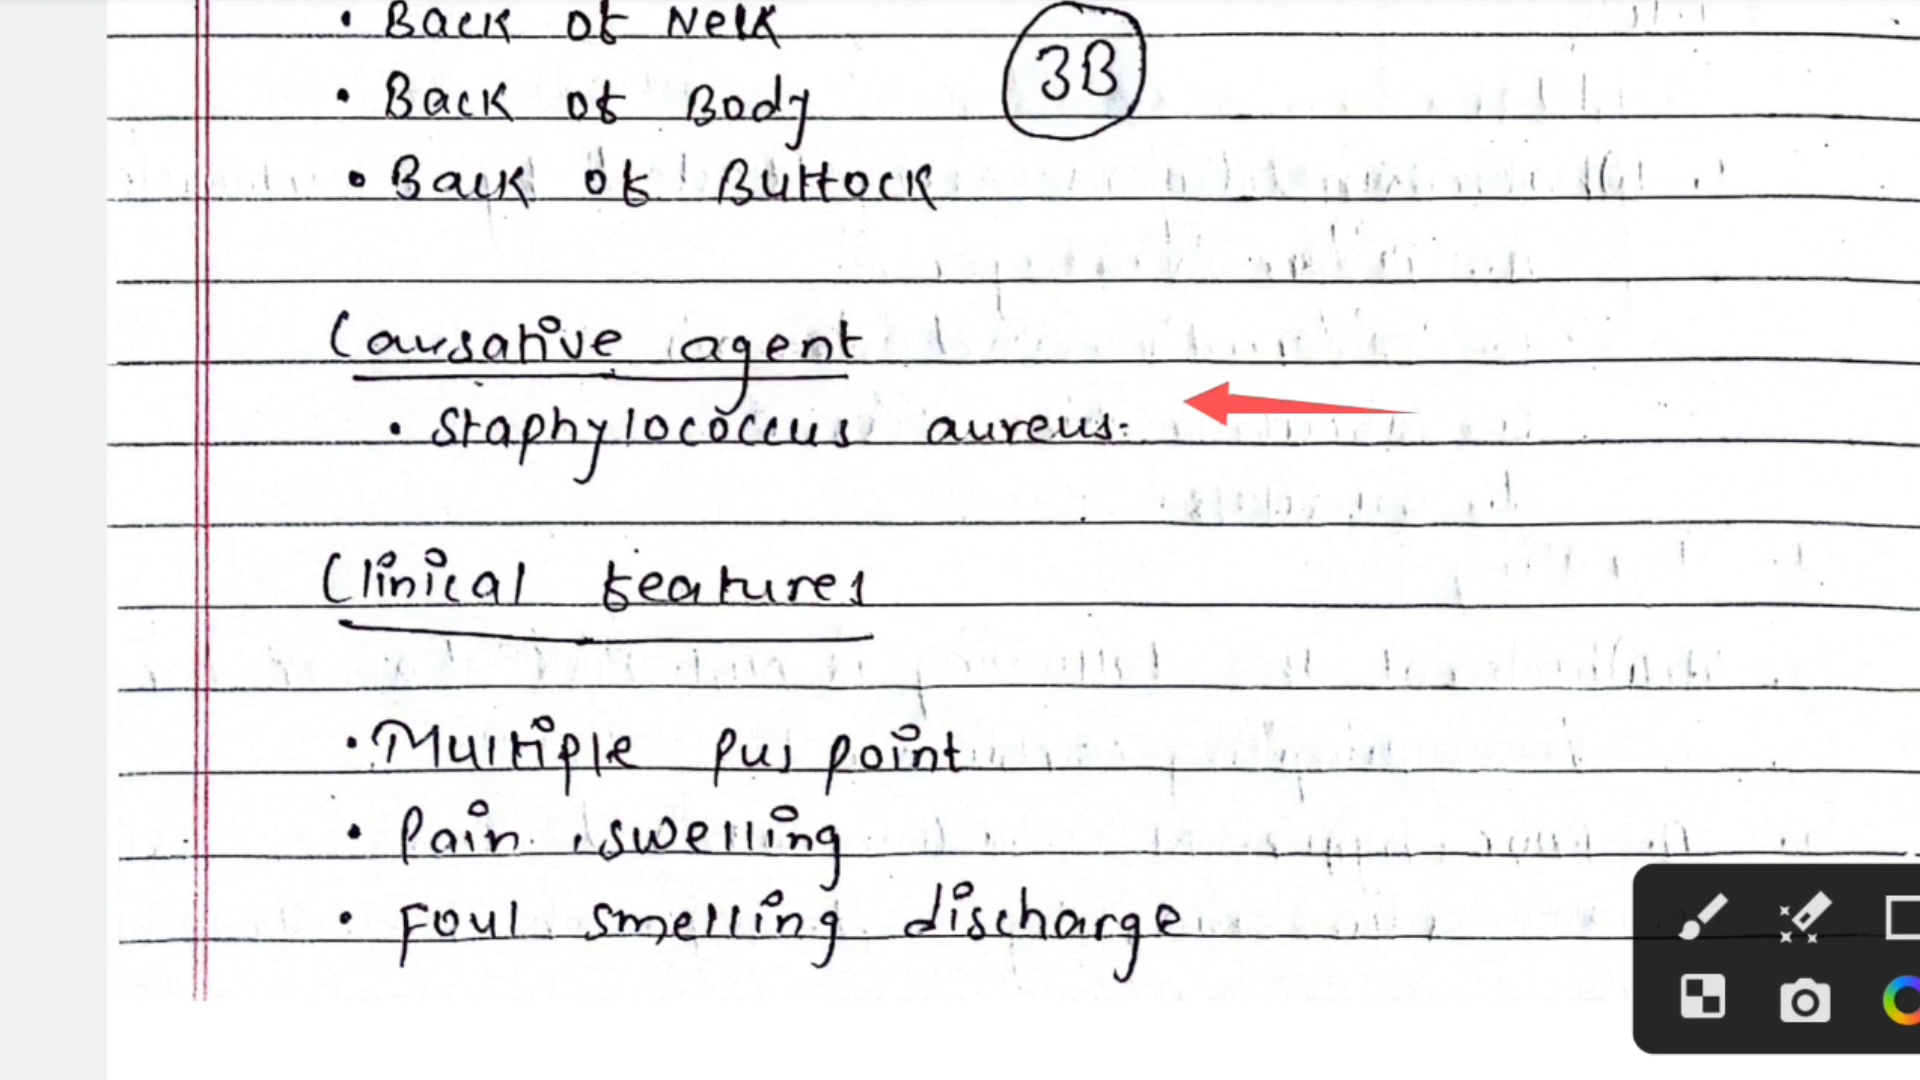 • Back of Neck
3B
• Back of Body
• Back of Buttock
Causative agent
• Staphylococcus aureus.
Clinical features
• Multiple pus point
• Pain, swelling
• Foul smelling discharge